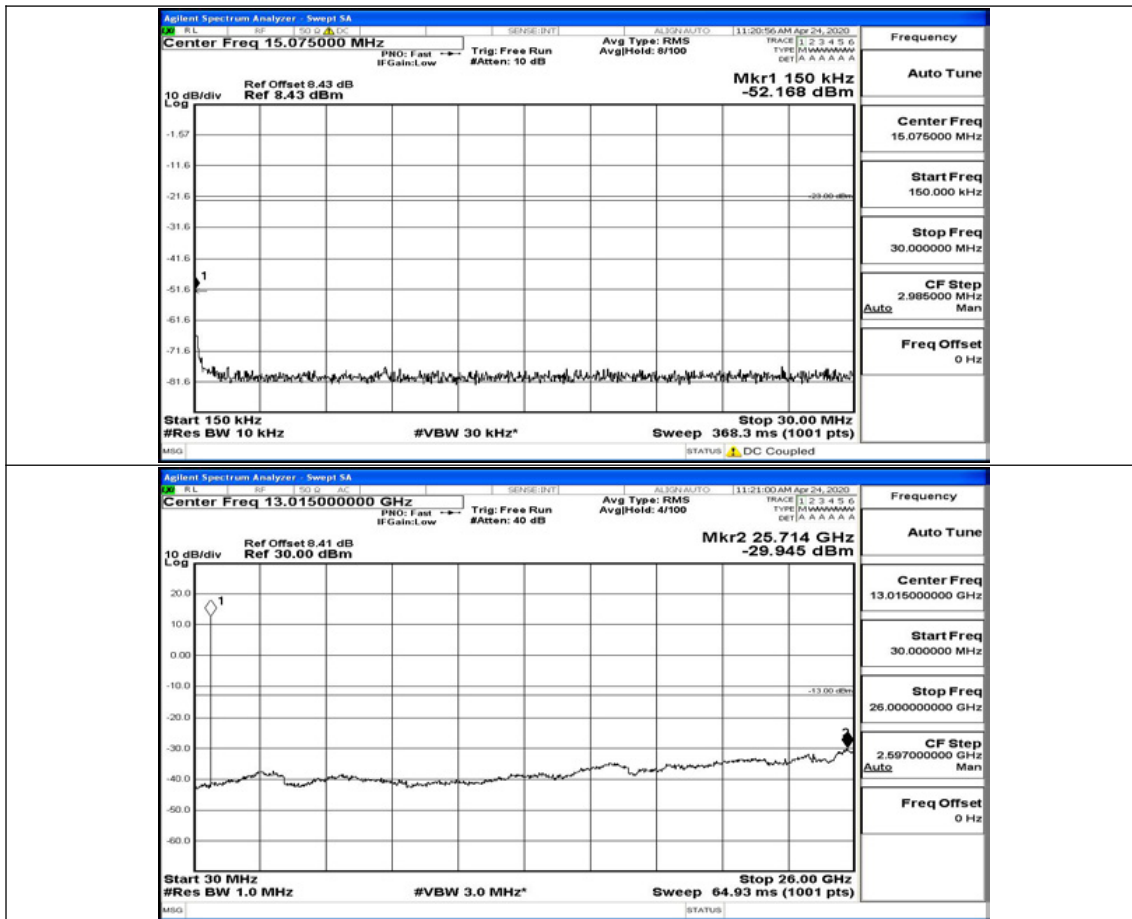 Agilent Spectrum Analyzer - Swept SA
RL RF 50 Ω DC SENSE:INT ALIGN AUTO 11:20:56 AM Apr 24, 2020
Center Freq 15.075000 MHz
PNO: Fast
IFGain:Low
Trig: Free Run
#Atten: 10 dB
Avg Type: RMS
Avg|Hold: 8/100
TRACE 1 2 3 4 5 6
TYPE M
DET A A A A A A
Ref Offset 8.43 dB
10 dB/div Ref 8.43 dBm
Log
Mkr1 150 kHz
-52.168 dBm
-1.57
-11.6
-21.6
-23.00 dBm
-31.6
-41.6
1
-51.6
-61.6
-71.6
-81.6
Start 150 kHz Stop 30.00 MHz
#Res BW 10 kHz #VBW 30 kHz* Sweep 368.3 ms (1001 pts)
MSG STATUS DC Coupled
Frequency
Auto Tune
Center Freq
15.075000 MHz
Start Freq
150.000 kHz
Stop Freq
30.000000 MHz
CF Step
2.985000 MHz
Auto Man
Freq Offset
0 Hz
Agilent Spectrum Analyzer - Swept SA
RL RF 50 Ω AC SENSE:INT ALIGN AUTO 11:21:00 AM Apr 24, 2020
Center Freq 13.015000000 GHz
PNO: Fast
IFGain:Low
Trig: Free Run
#Atten: 40 dB
Avg Type: RMS
Avg|Hold: 4/100
TRACE 1 2 3 4 5 6
TYPE M
DET A A A A A A
Ref Offset 8.41 dB
10 dB/div Ref 30.00 dBm
Log
Mkr2 25.714 GHz
-29.945 dBm
20.0
1
10.0
0.00
-10.0
-13.00 dBm
-20.0
2
-30.0
-40.0
-50.0
-60.0
Start 30 MHz Stop 26.00 GHz
#Res BW 1.0 MHz #VBW 3.0 MHz* Sweep 64.93 ms (1001 pts)
MSG STATUS
Frequency
Auto Tune
Center Freq
13.015000000 GHz
Start Freq
30.000000 MHz
Stop Freq
26.000000000 GHz
CF Step
2.597000000 GHz
Auto Man
Freq Offset
0 Hz